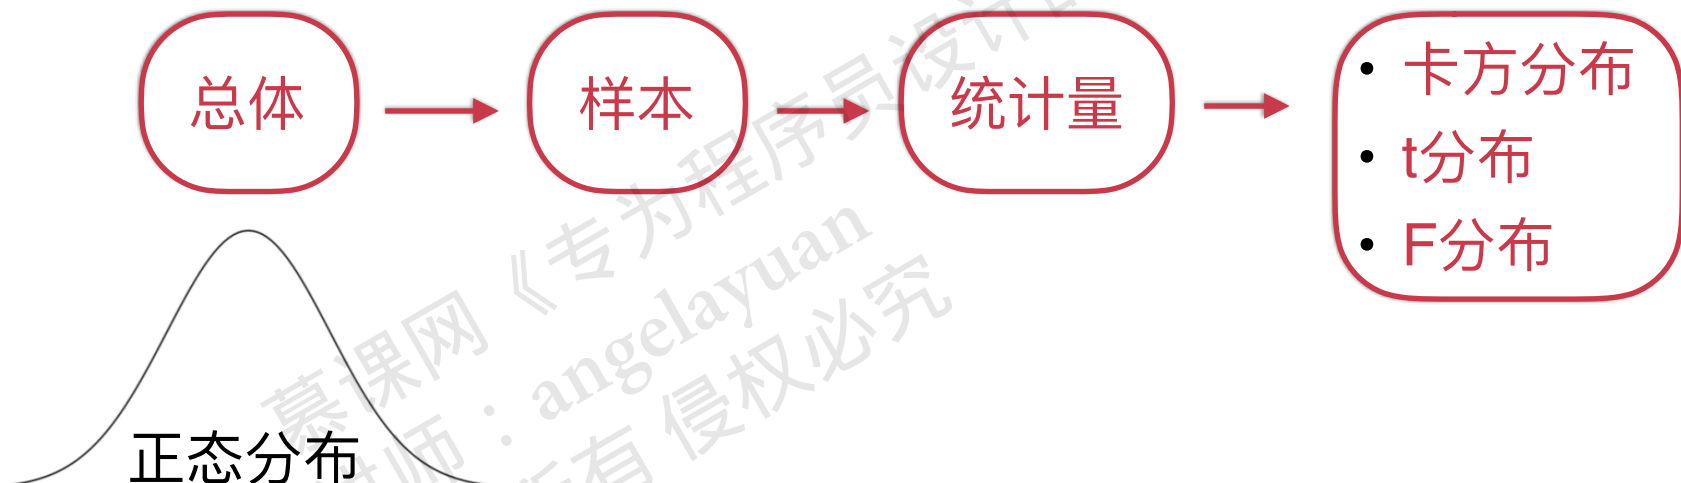 总体
样本
统计量
• 卡方分布
• t分布
• F分布
正态分布
慕课网《专为程序员设计
师：angelayuan
有 侵权必究